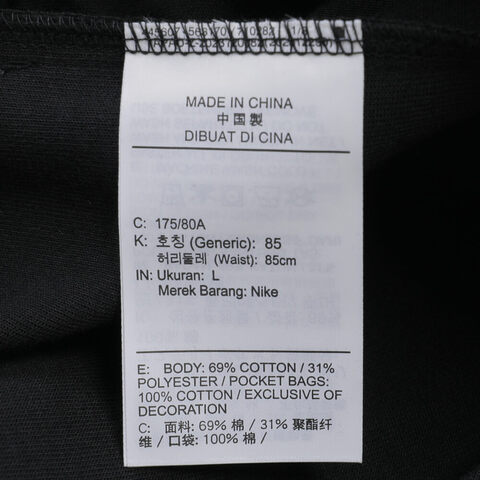 MADE IN CHINA
中国製
DIBUAT DI CINA
C: 175/80A
K: 호칭 (Generic): 85
허리둘레 (Waist): 85cm
IN: Ukuran: L
Merek Barang: Nike
E: BODY: 69% COTTON / 31%
POLYESTER / POCKET BAGS:
100% COTTON / EXCLUSIVE OF
DECORATION
C: 面料: 69% 棉 / 31% 聚酯纤
维 / 口袋: 100% 棉 /